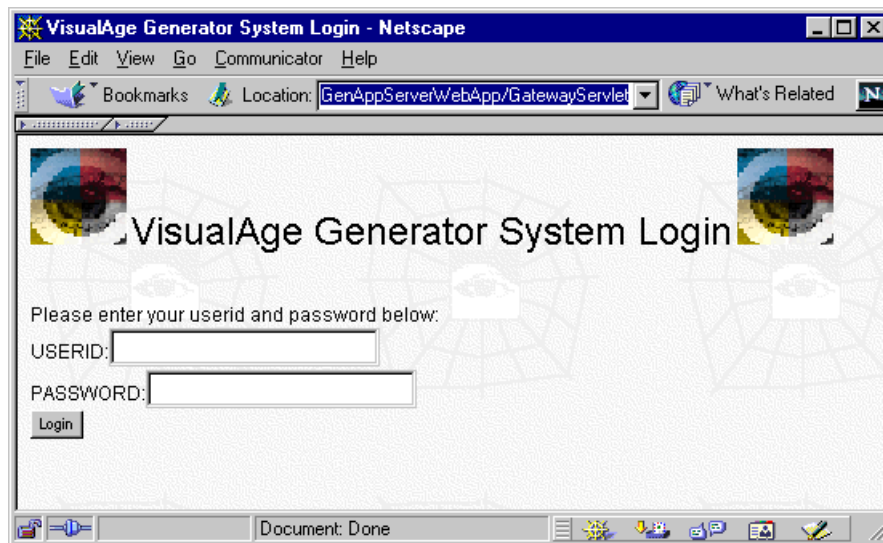 VisualAge Generator System Login - Netscape
File Edit View Go Communicator Help
Bookmarks Location: GenAppServerWebApp/GatewayServlet What's Related N
VisualAge Generator System Login
Please enter your userid and password below:
USERID:
PASSWORD:
Login
Document: Done